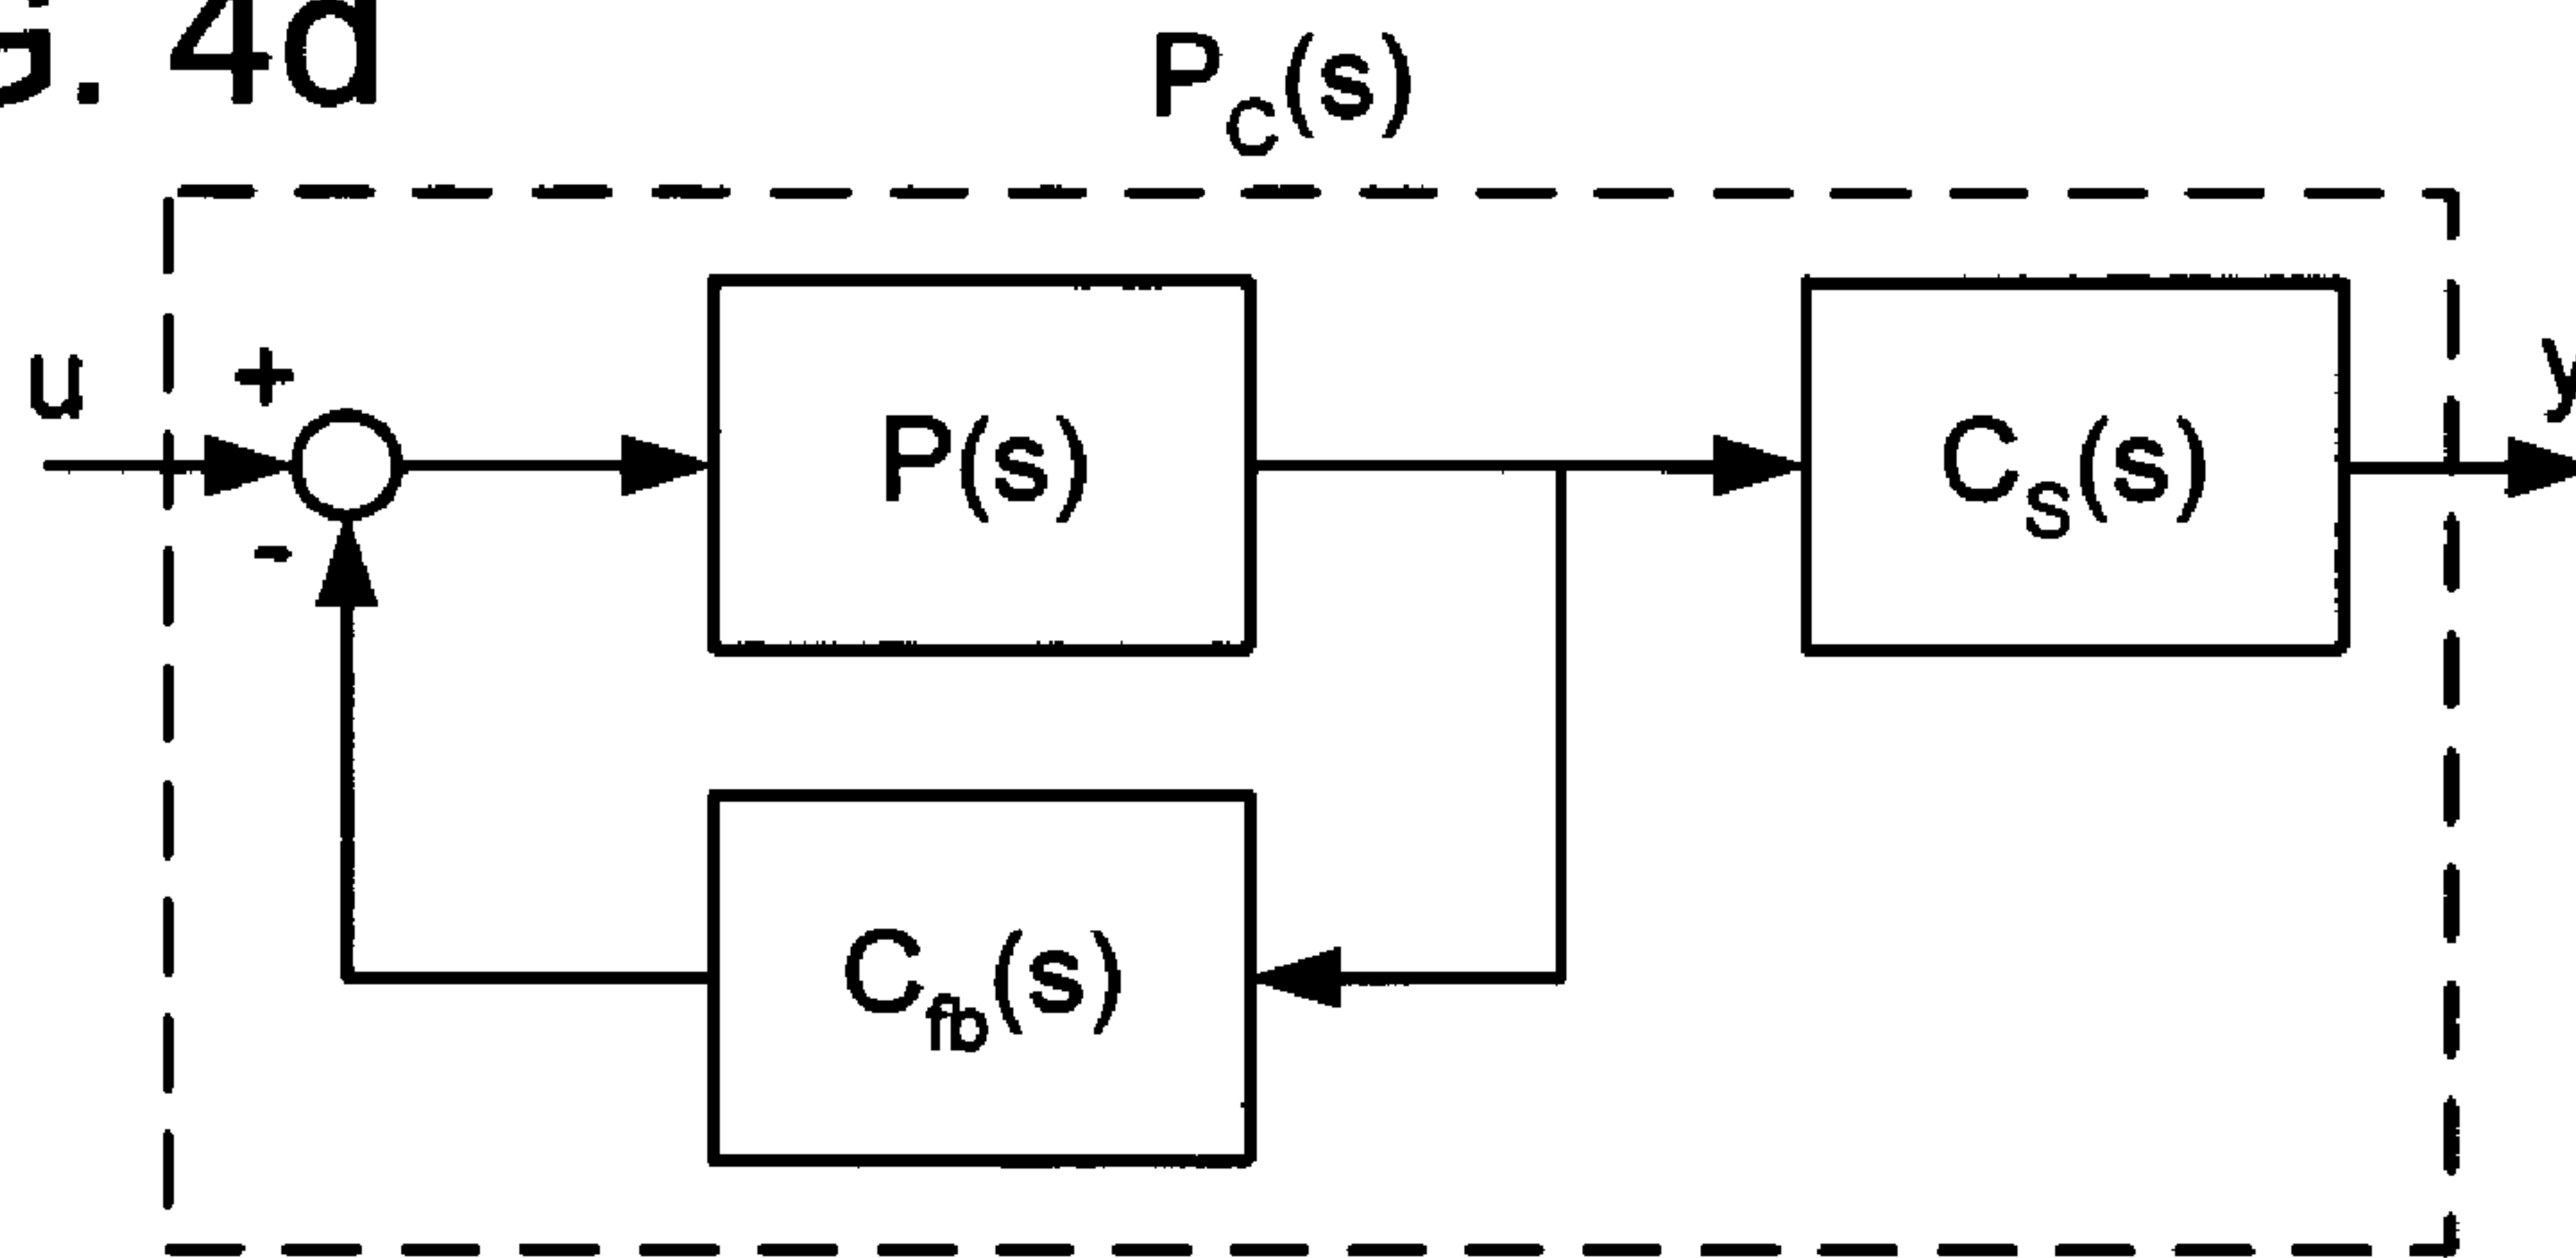 G. 4d
P_C(s)
u
+
-
P(s)
C_S(s)
y
C_fb(s)